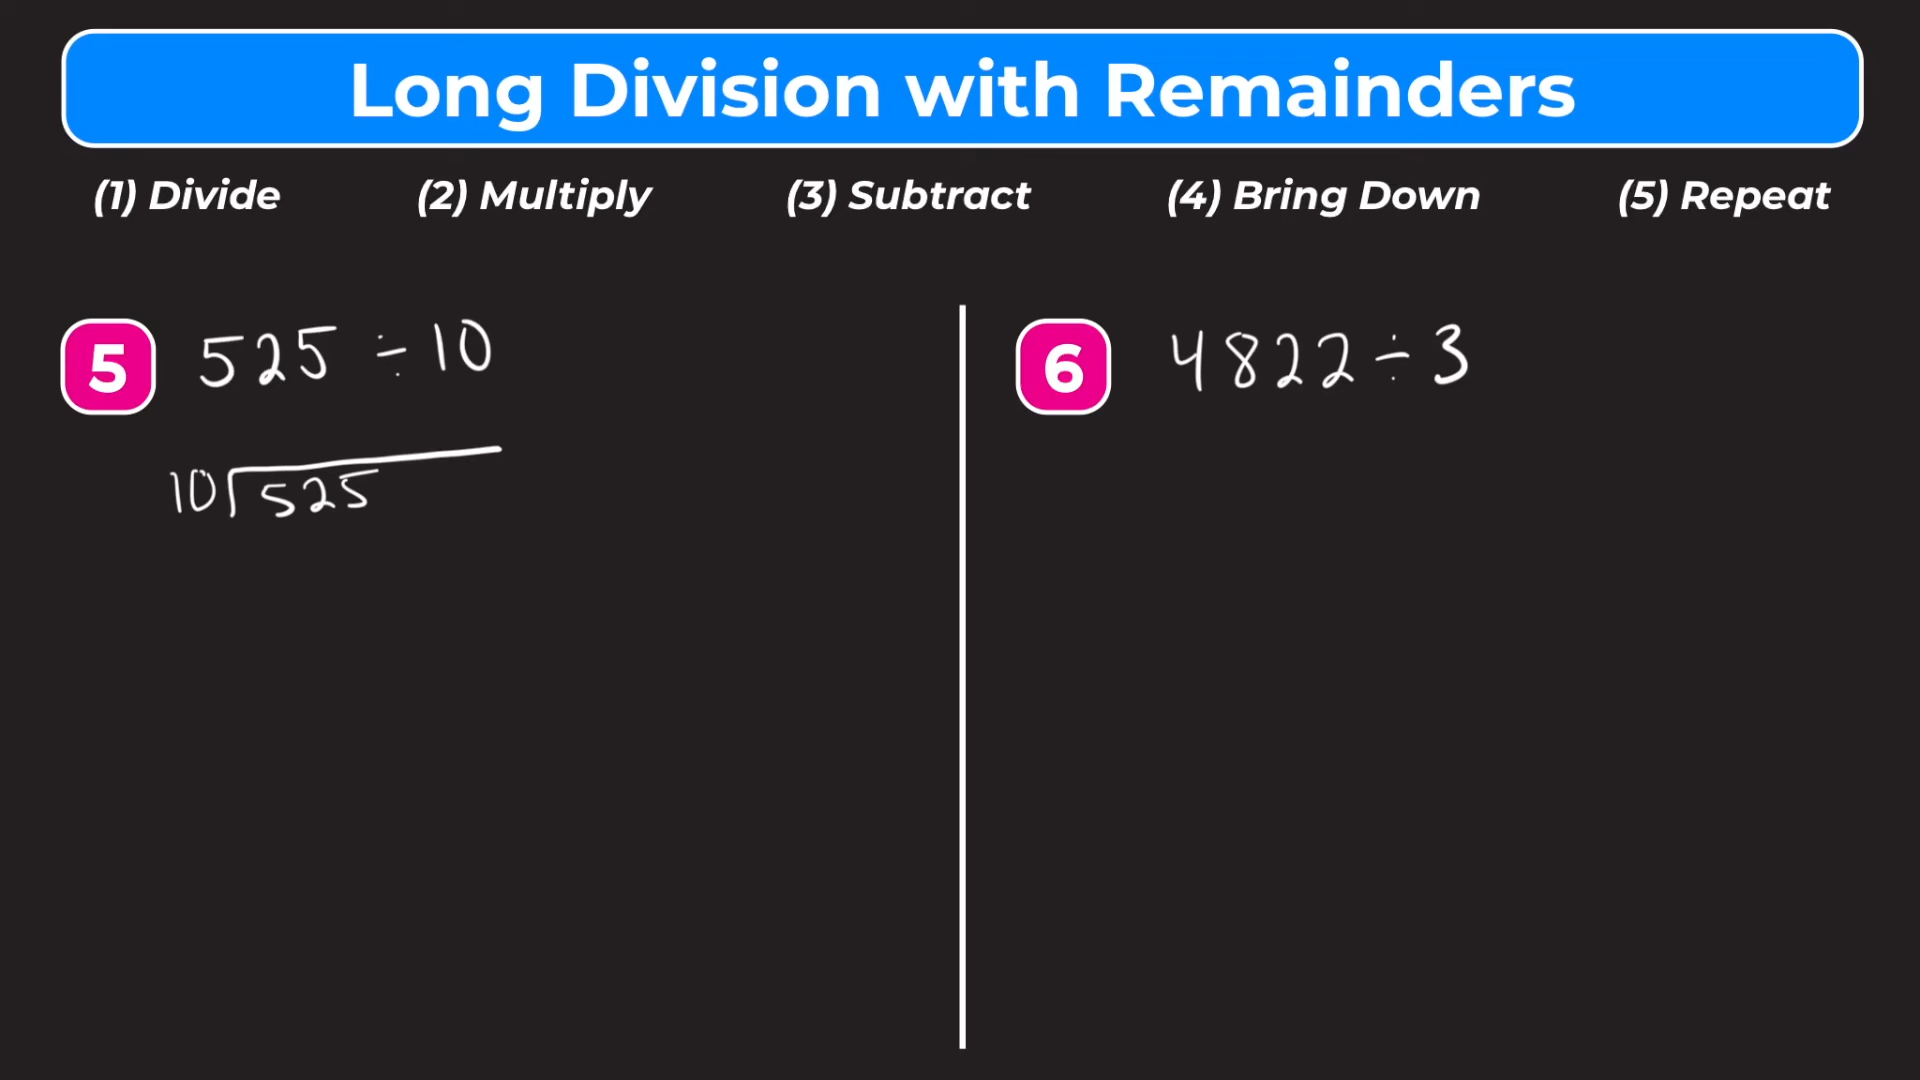 Long Division with Remainders
(1) Divide (2) Multiply (3) Subtract (4) Bring Down (5) Repeat
5 525 ÷ 10
10 525
6 4822 ÷ 3